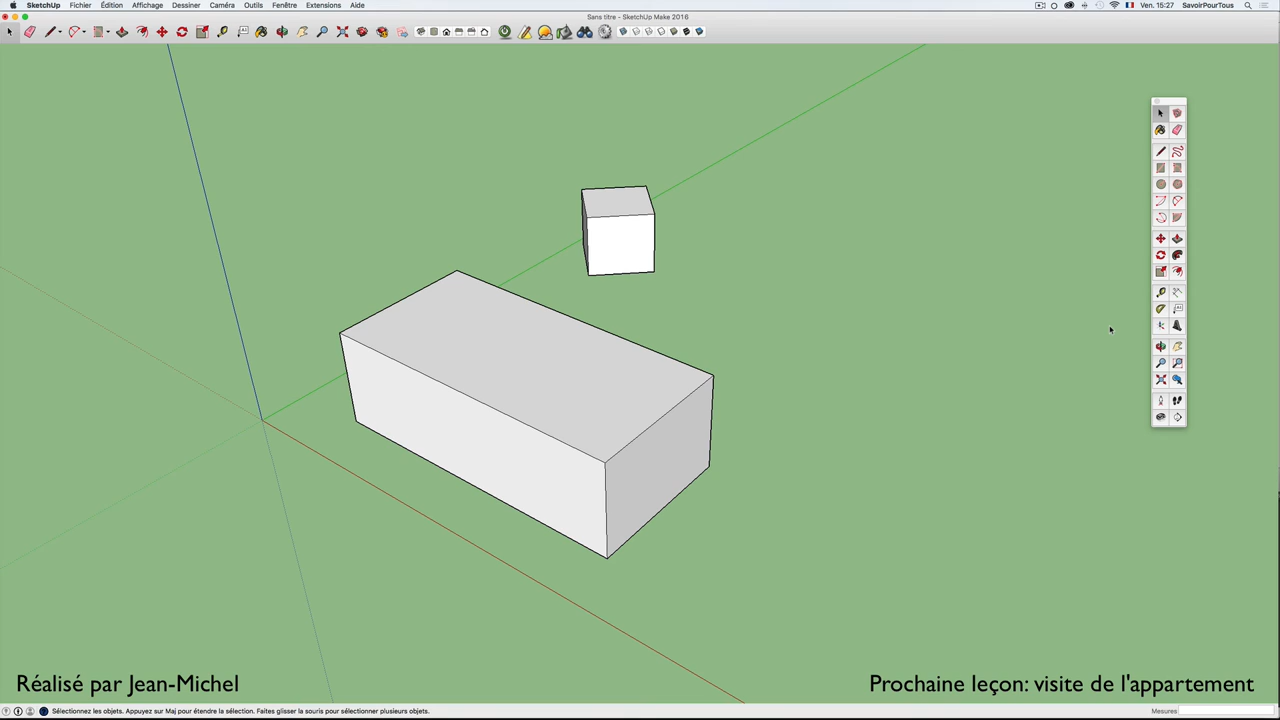 SketchUp Fichier Édition Affichage Dessiner Caméra Outils Fenêtre Extensions Aide Ven. 15:27 SavoirPourTous
Sans titre - SketchUp Make 2016
Réalisé par Jean-Michel
Prochaine leçon: visite de l'appartement
Sélectionnez les objets. Appuyez sur Maj pour étendre la sélection. Faites glisser la souris pour sélectionner plusieurs objets. Mesures